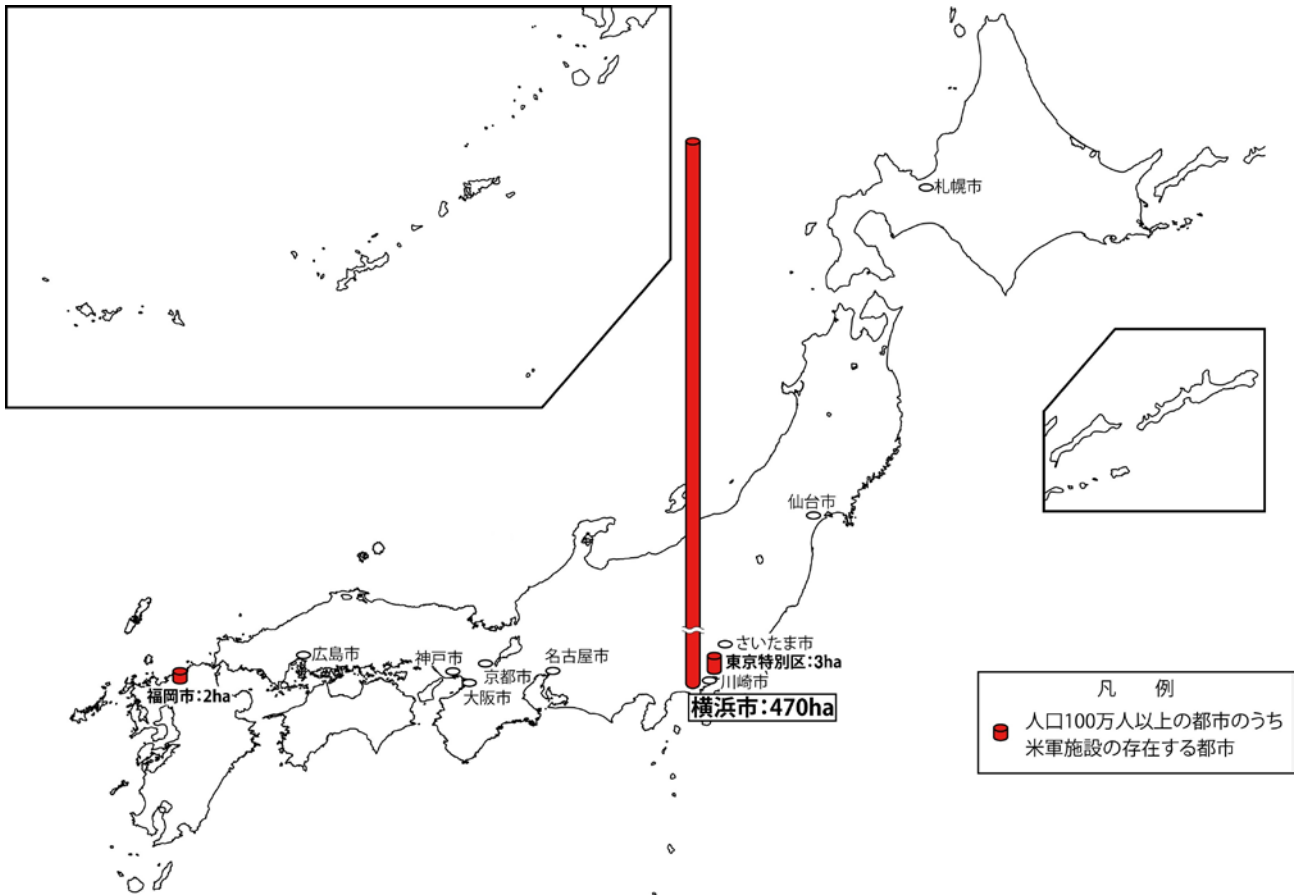 札幌市
仙台市
さいたま市
東京特別区：3ha
川崎市
横浜市：470ha
名古屋市
京都市
大阪市
神戸市
広島市
福岡市：2ha
凡　例
人口100万人以上の都市のうち
米軍施設の存在する都市